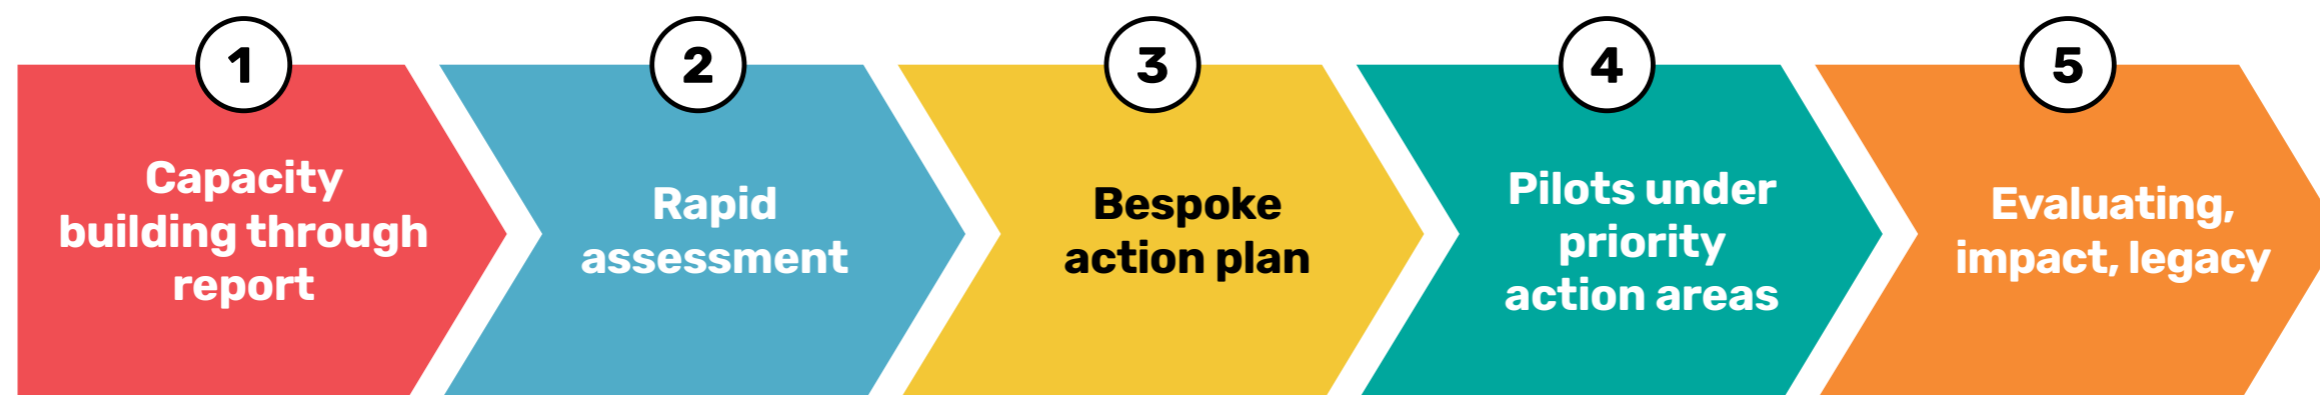 1
Capacity
building through
report
2
Rapid
assessment
3
Bespoke
action plan
4
Pilots under
priority
action areas
5
Evaluating,
impact, legacy